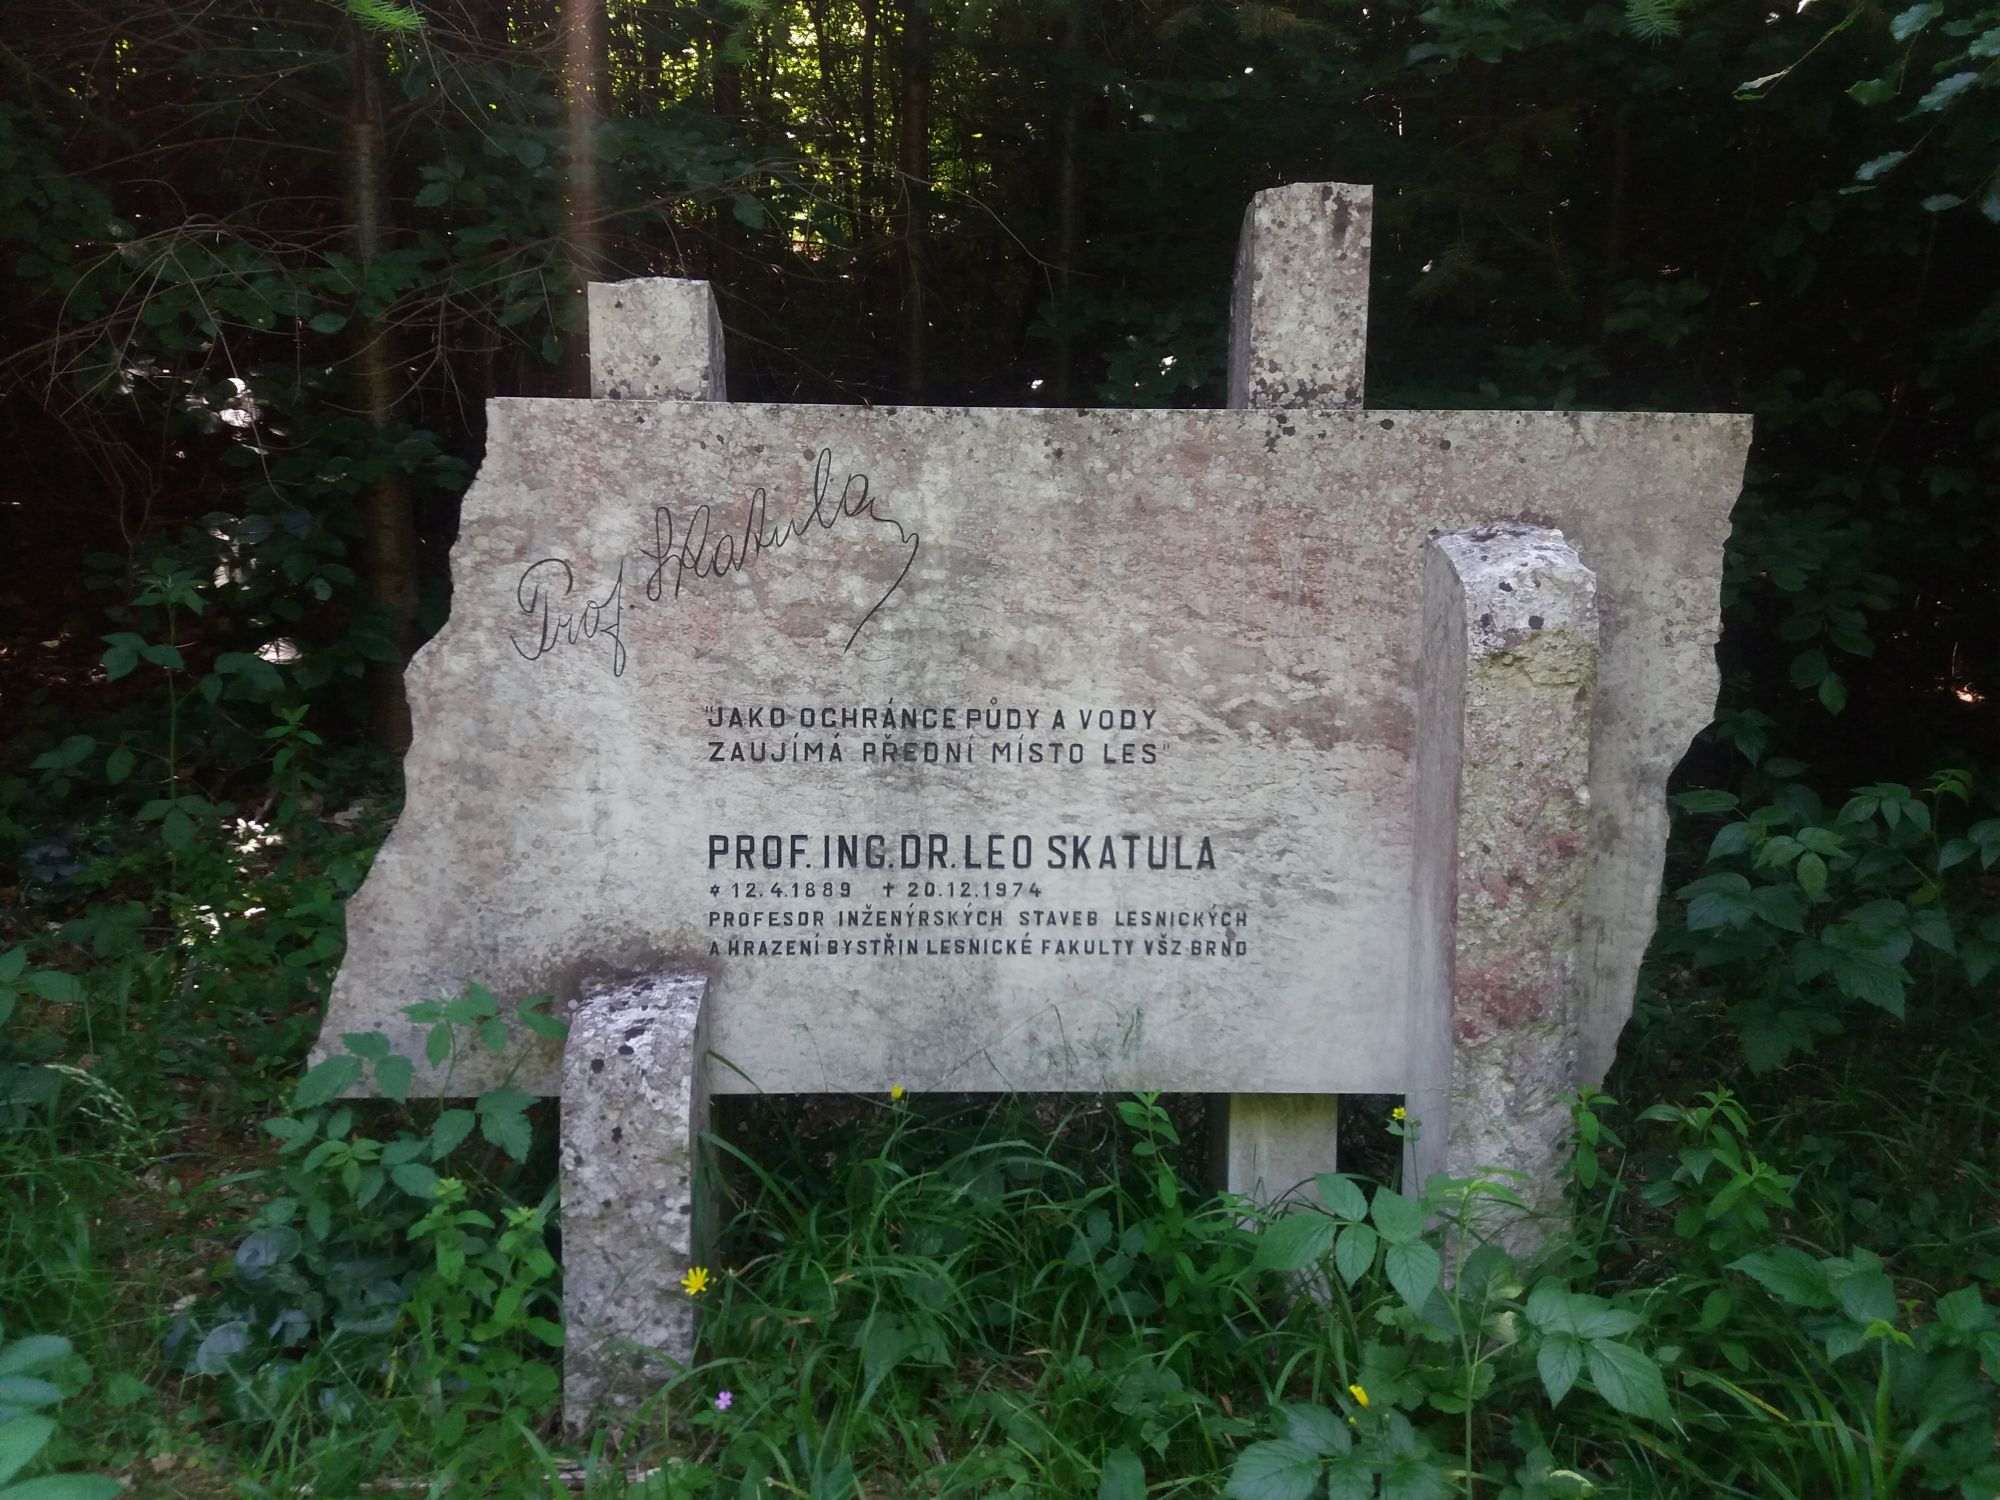 Prof Skatula
"JAKO OCHRÁNCE PŮDY A VODY
ZAUJÍMÁ PŘEDNÍ MÍSTO LES"
PROF. ING. DR. LEO SKATULA
* 12.4.1889 ✝ 20.12.1974
PROFESOR INŽENÝRSKÝCH STAVEB LESNICKÝCH
A HRAZENÍ BYSTŘIN LESNICKÉ FAKULTY VŠZ BRNO